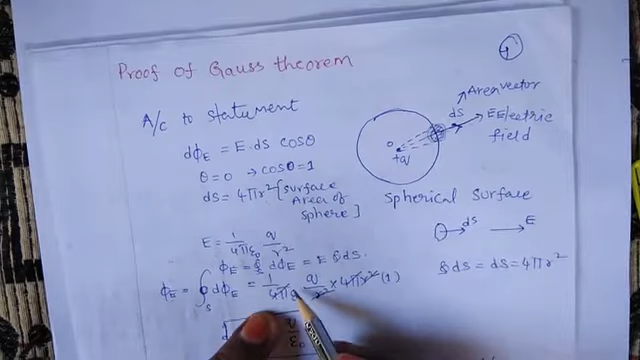 Proof of Gauss theorem
A/c to statement
dϕE = E. ds cosθ
θ = 0 → cosθ = 1
ds = 4πr² [Surface Area of sphere]
E = 1/4πε₀ q/r²
ϕE = ∮s dϕE = E ∮ds.
ϕE = ∮s dϕE = 1/4πε₀ q/r² × 4πr² (1)
ε₀
1
Area vector
ds
E Electric field
o
+q
Spherical surface
ds
E
∮ds = ds = 4πr²